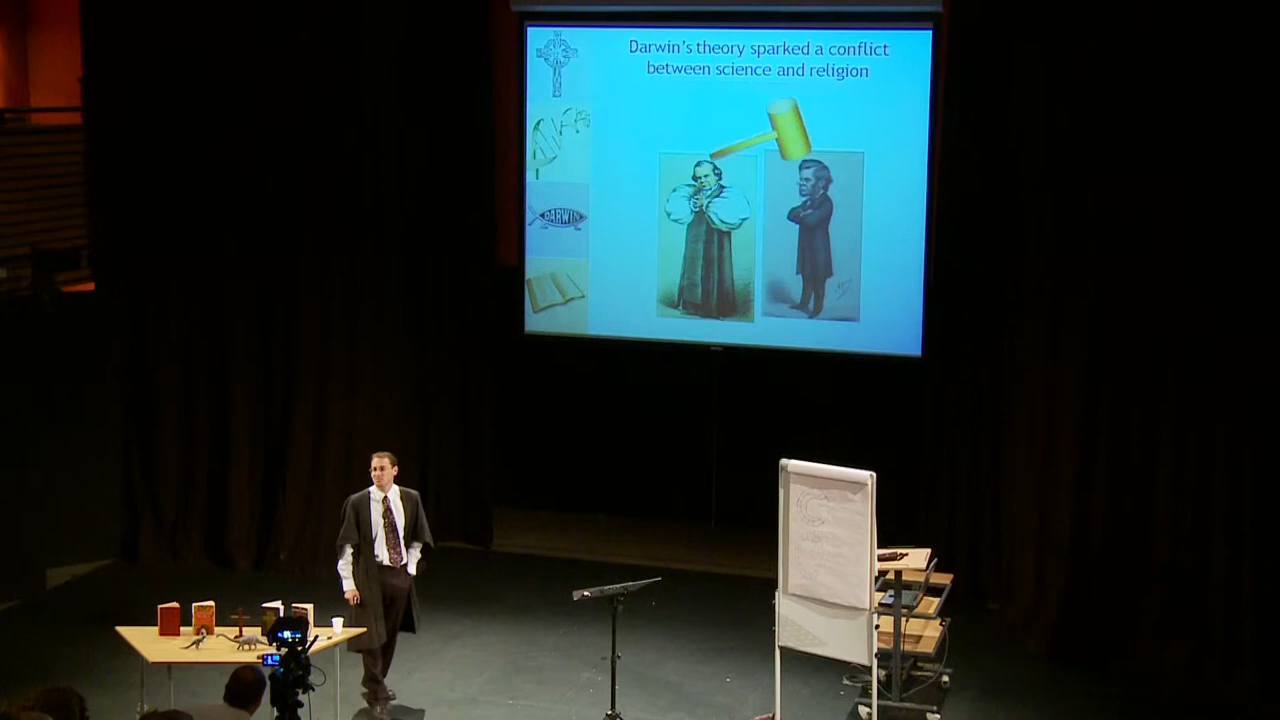 Darwin's theory sparked a conflict
between science and religion
DARWIN